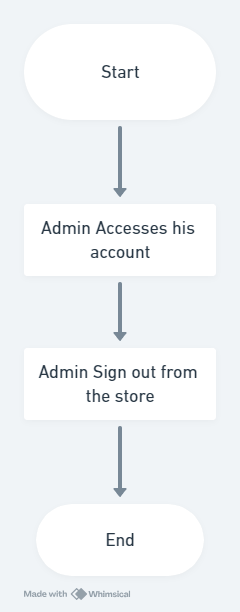 Start
Admin Accesses his
account
Admin Sign out from
the store
End
Made with Whimsical